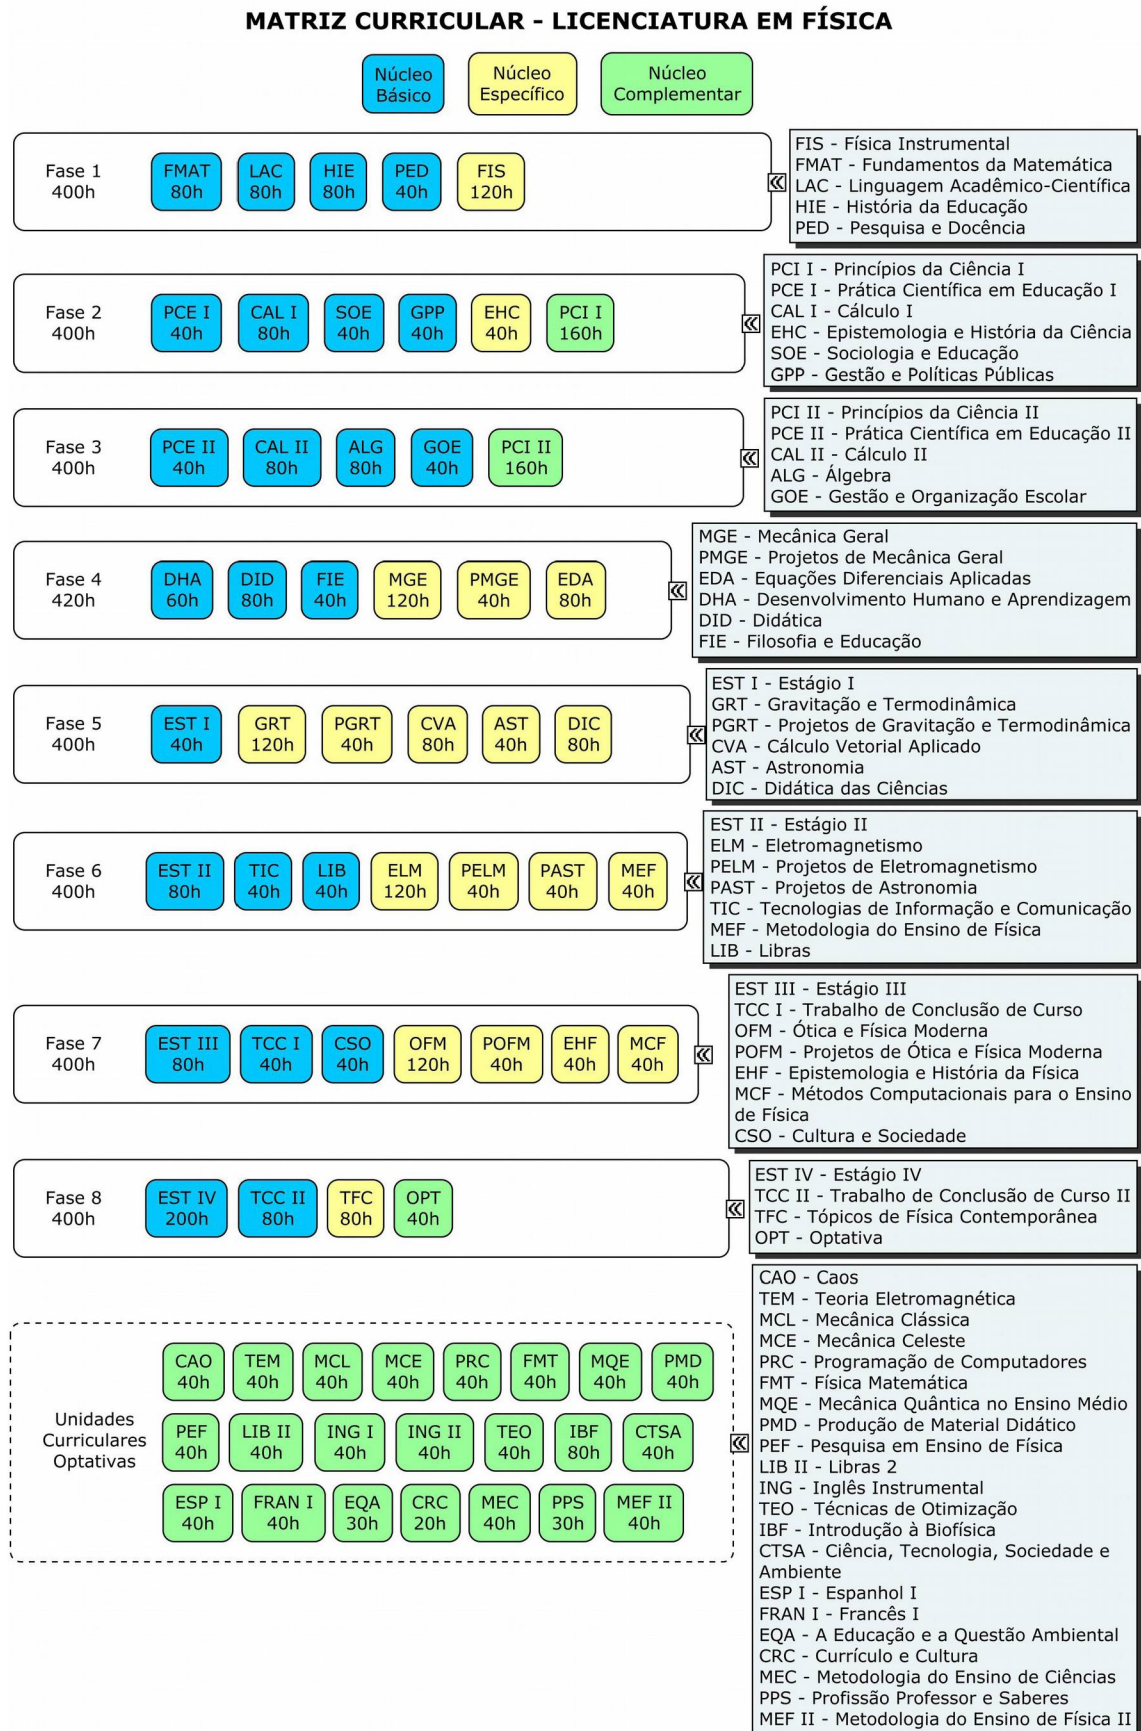 MATRIZ CURRICULAR - LICENCIATURA EM FÍSICA
Núcleo
Básico
Núcleo
Específico
Núcleo
Complementar
Fase 1
400h
FMAT
80h
LAC
80h
HIE
80h
PED
40h
FIS
120h
FIS - Física Instrumental
FMAT - Fundamentos da Matemática
LAC - Linguagem Acadêmico-Científica
HIE - História da Educação
PED - Pesquisa e Docência
Fase 2
400h
PCE I
40h
CAL I
80h
SOE
40h
GPP
40h
EHC
40h
PCI I
160h
PCI I - Princípios da Ciência I
PCE I - Prática Científica em Educação I
CAL I - Cálculo I
EHC - Epistemologia e História da Ciência
SOE - Sociologia e Educação
GPP - Gestão e Políticas Públicas
Fase 3
400h
PCE II
40h
CAL II
80h
ALG
80h
GOE
40h
PCI II
160h
PCI II - Princípios da Ciência II
PCE II - Prática Científica em Educação II
CAL II - Cálculo II
ALG - Álgebra
GOE - Gestão e Organização Escolar
Fase 4
420h
DHA
60h
DID
80h
FIE
40h
MGE
120h
PMGE
40h
EDA
80h
MGE - Mecânica Geral
PMGE - Projetos de Mecânica Geral
EDA - Equações Diferenciais Aplicadas
DHA - Desenvolvimento Humano e Aprendizagem
DID - Didática
FIE - Filosofia e Educação
Fase 5
400h
EST I
40h
GRT
120h
PGRT
40h
CVA
80h
AST
40h
DIC
80h
EST I - Estágio I
GRT - Gravitação e Termodinâmica
PGRT - Projetos de Gravitação e Termodinâmica
CVA - Cálculo Vetorial Aplicado
AST - Astronomia
DIC - Didática das Ciências
Fase 6
400h
EST II
80h
TIC
40h
LIB
40h
ELM
120h
PELM
40h
PAST
40h
MEF
40h
EST II - Estágio II
ELM - Eletromagnetismo
PELM - Projetos de Eletromagnetismo
PAST - Projetos de Astronomia
TIC - Tecnologias de Informação e Comunicação
MEF - Metodologia do Ensino de Física
LIB - Libras
Fase 7
400h
EST III
80h
TCC I
40h
CSO
40h
OFM
120h
POFM
40h
EHF
40h
MCF
40h
EST III - Estágio III
TCC I - Trabalho de Conclusão de Curso
OFM - Ótica e Física Moderna
POFM - Projetos de Ótica e Física Moderna
EHF - Epistemologia e História da Física
MCF - Métodos Computacionais para o Ensino
de Física
CSO - Cultura e Sociedade
Fase 8
400h
EST IV
200h
TCC II
80h
TFC
80h
OPT
40h
EST IV - Estágio IV
TCC II - Trabalho de Conclusão de Curso II
TFC - Tópicos de Física Contemporânea
OPT - Optativa
Unidades
Curriculares
Optativas
CAO
40h
TEM
40h
MCL
40h
MCE
40h
PRC
40h
FMT
40h
MQE
40h
PMD
40h
PEF
40h
LIB II
40h
ING I
40h
ING II
40h
TEO
40h
IBF
80h
CTSA
40h
ESP I
40h
FRAN I
40h
EQA
30h
CRC
20h
MEC
40h
PPS
30h
MEF II
40h
CAO - Caos
TEM - Teoria Eletromagnética
MCL - Mecânica Clássica
MCE - Mecânica Celeste
PRC - Programação de Computadores
FMT - Física Matemática
MQE - Mecânica Quântica no Ensino Médio
PMD - Produção de Material Didático
PEF - Pesquisa em Ensino de Física
LIB II - Libras 2
ING - Inglês Instrumental
TEO - Técnicas de Otimização
IBF - Introdução à Biofísica
CTSA - Ciência, Tecnologia, Sociedade e
Ambiente
ESP I - Espanhol I
FRAN I - Francês I
EQA - A Educação e a Questão Ambiental
CRC - Currículo e Cultura
MEC - Metodologia do Ensino de Ciências
PPS - Profissão Professor e Saberes
MEF II - Metodologia do Ensino de Física II